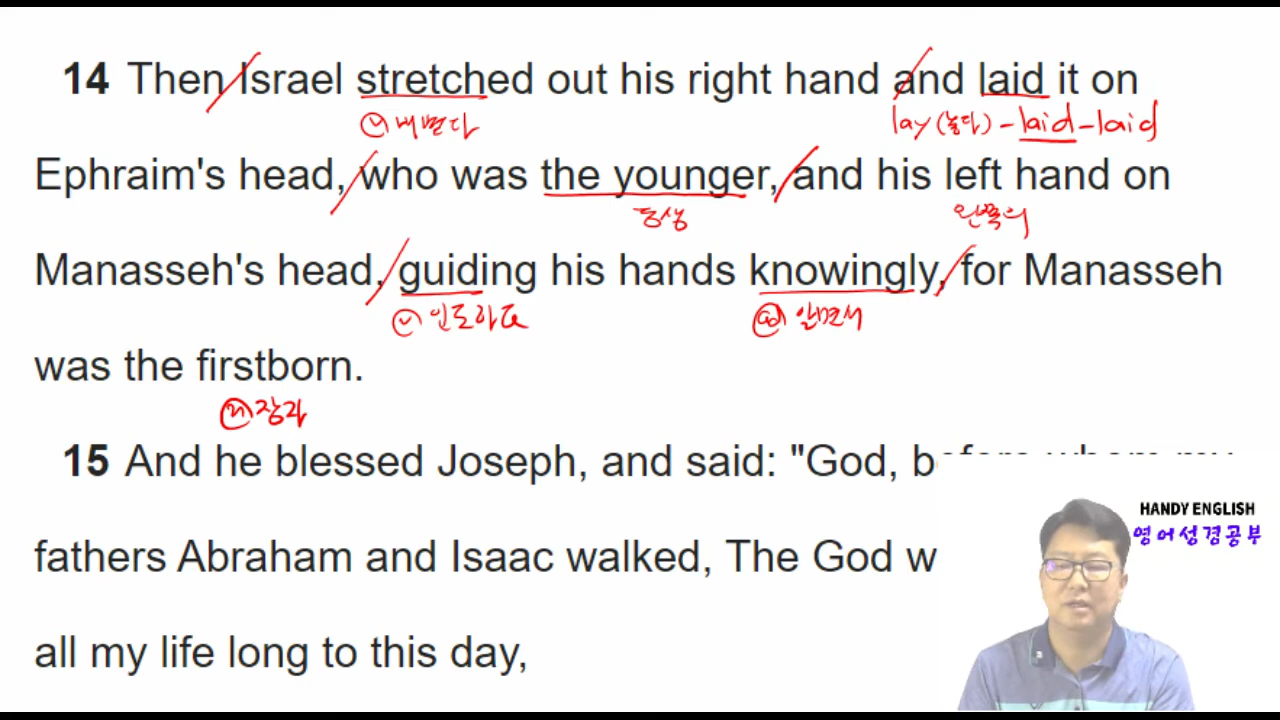 14 Then Israel stretched out his right hand and laid it on
ⓥ 내뻗다
lay (놓다) - laid - laid
Ephraim's head, who was the younger, and his left hand on
동생
왼쪽의
Manasseh's head, guiding his hands knowingly, for Manasseh
ⓥ 인도하다
ad 알면서
was the firstborn.
ⓝ 장자
15 And he blessed Joseph, and said: "God, before whom my
HANDY ENGLISH
영어성경공부
fathers Abraham and Isaac walked, The God w
all my life long to this day,